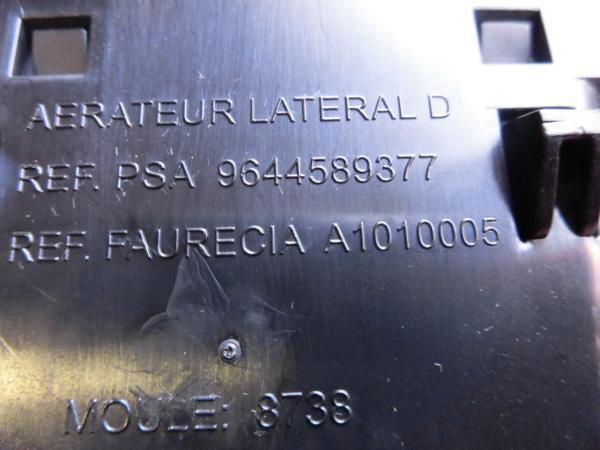 AERATEUR LATERAL D
REF. PSA 9644589377
REF. FAURECIA A1010005
MOULE: 8738